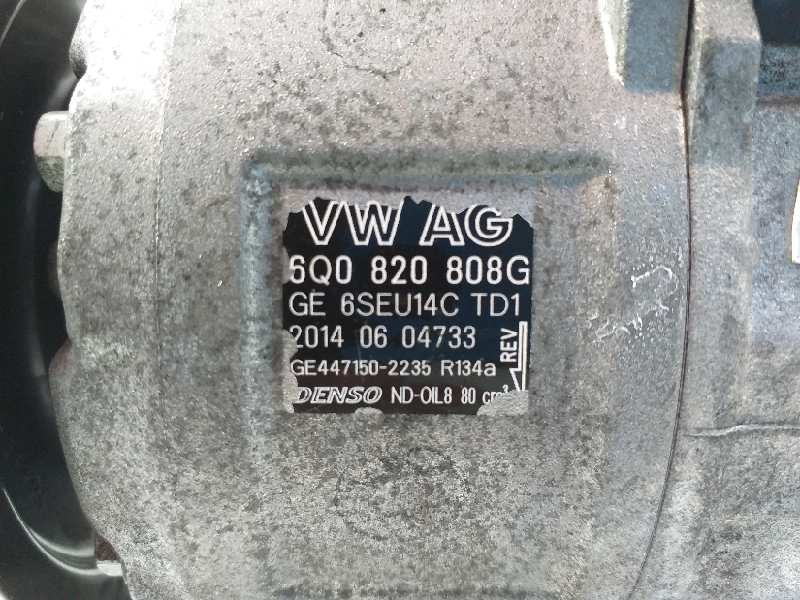 VW AG
6Q0 820 808G
GE 6SEU14C TD1
2014 06 04733
GE447150-2235 R134a
DENSO ND-OIL8 80 cm³
REV